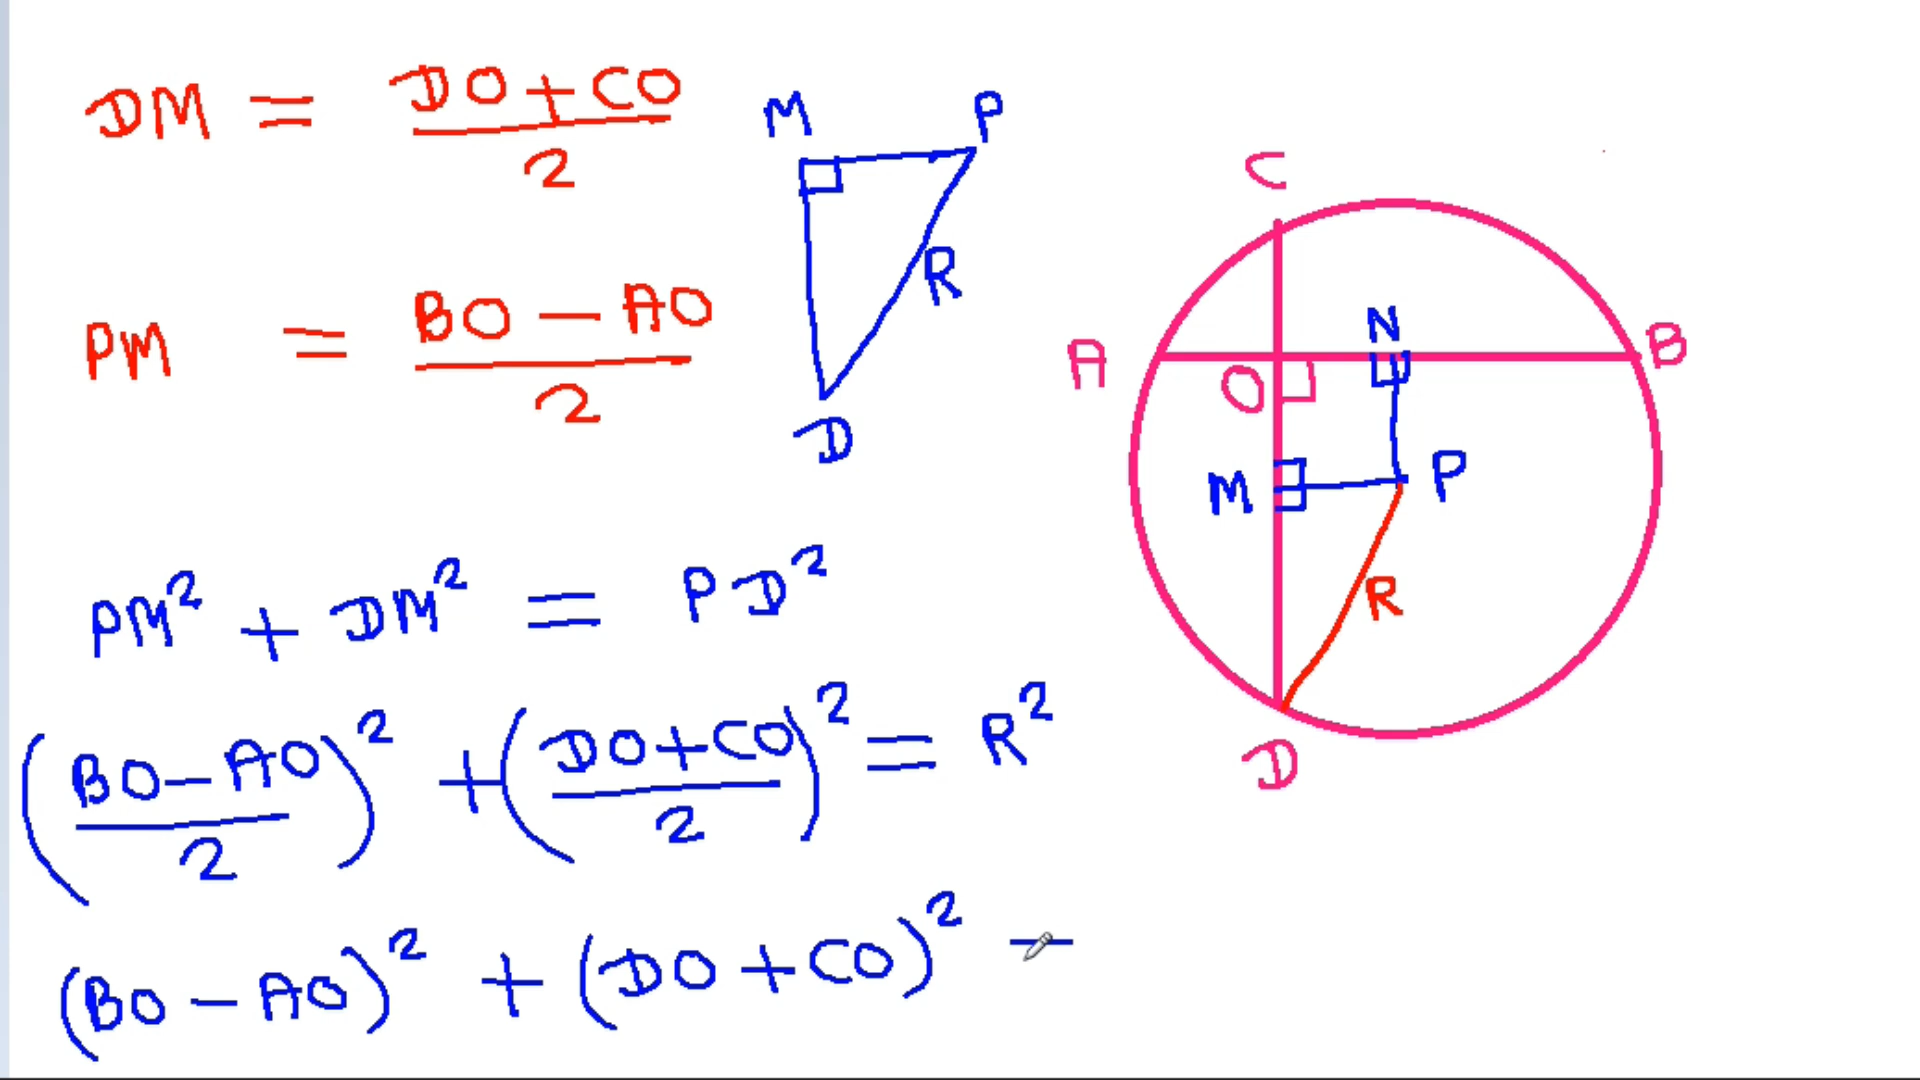 DM = (DO + CO)/2
PM = (BO − AO)/2
PM² + DM² = PD²
((BO − AO)/2)² + ((DO + CO)/2)² = R²
(BO − AO)² + (DO + CO)² −
M
P
R
D
C
A
B
N
O
M
P
R
D